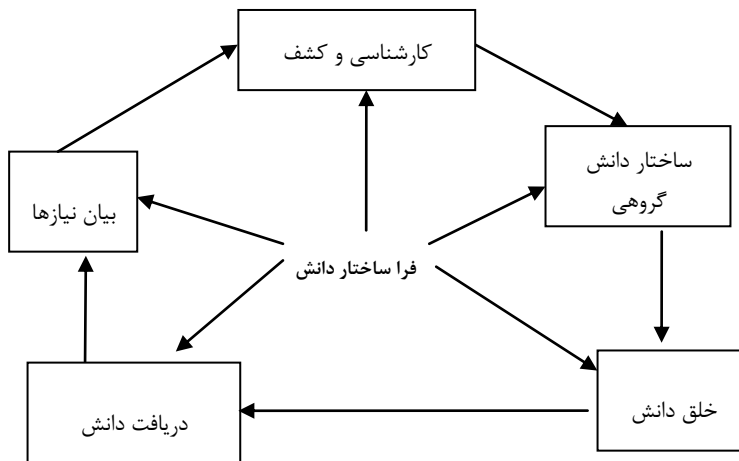 کارشناسی و کشف
ساختار دانش
گروهی
بیان نیازها
فرا ساختار دانش
خلق دانش
دریافت دانش